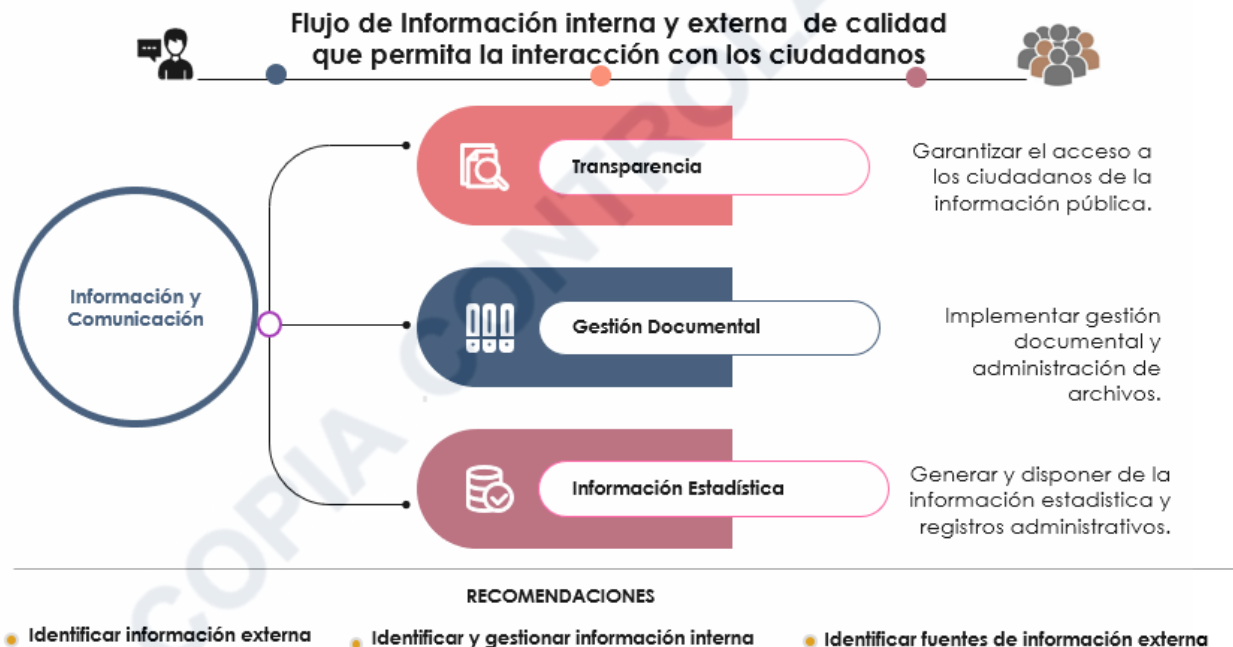 Flujo de Información interna y externa de calidad
que permita la interacción con los ciudadanos
Información y
Comunicación
Transparencia
Garantizar el acceso a
los ciudadanos de la
información pública.
Gestión Documental
Implementar gestión
documental y
administración de
archivos.
Información Estadística
Generar y disponer de la
información estadistica y
registros administrativos.
RECOMENDACIONES
Identificar información externa
Identificar y gestionar información interna
Identificar fuentes de información externa
COPIA CONTROLA